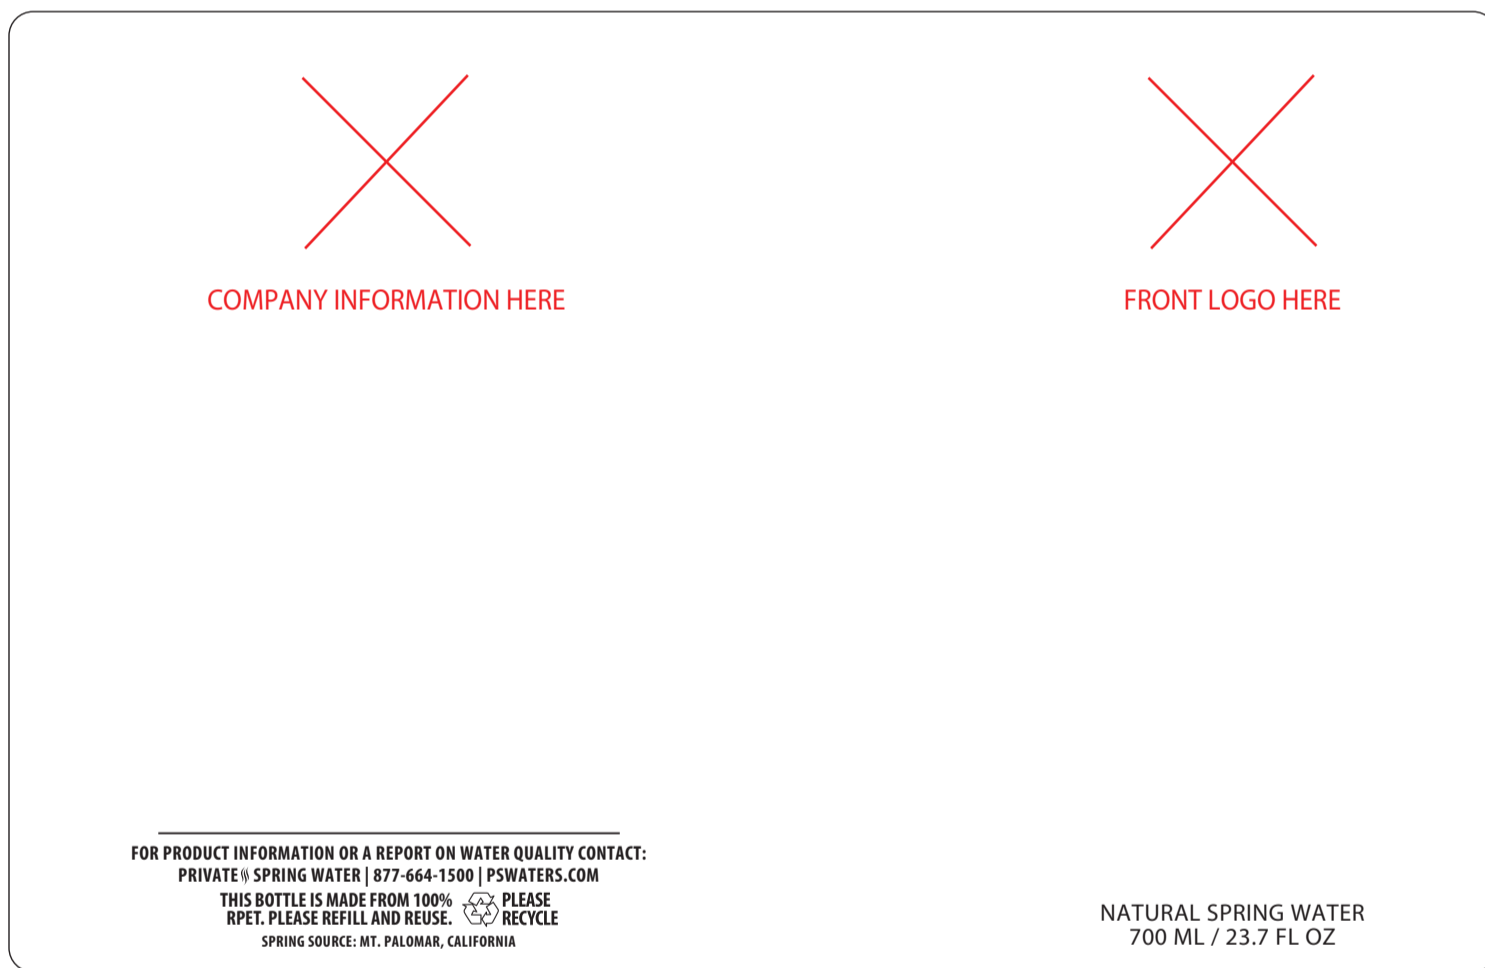 COMPANY INFORMATION HERE
FRONT LOGO HERE
FOR PRODUCT INFORMATION OR A REPORT ON WATER QUALITY CONTACT:
PRIVATE SPRING WATER | 877-664-1500 | PSWATERS.COM
THIS BOTTLE IS MADE FROM 100%
RPET. PLEASE REFILL AND REUSE.
PLEASE
RECYCLE
SPRING SOURCE: MT. PALOMAR, CALIFORNIA
NATURAL SPRING WATER
700 ML / 23.7 FL OZ